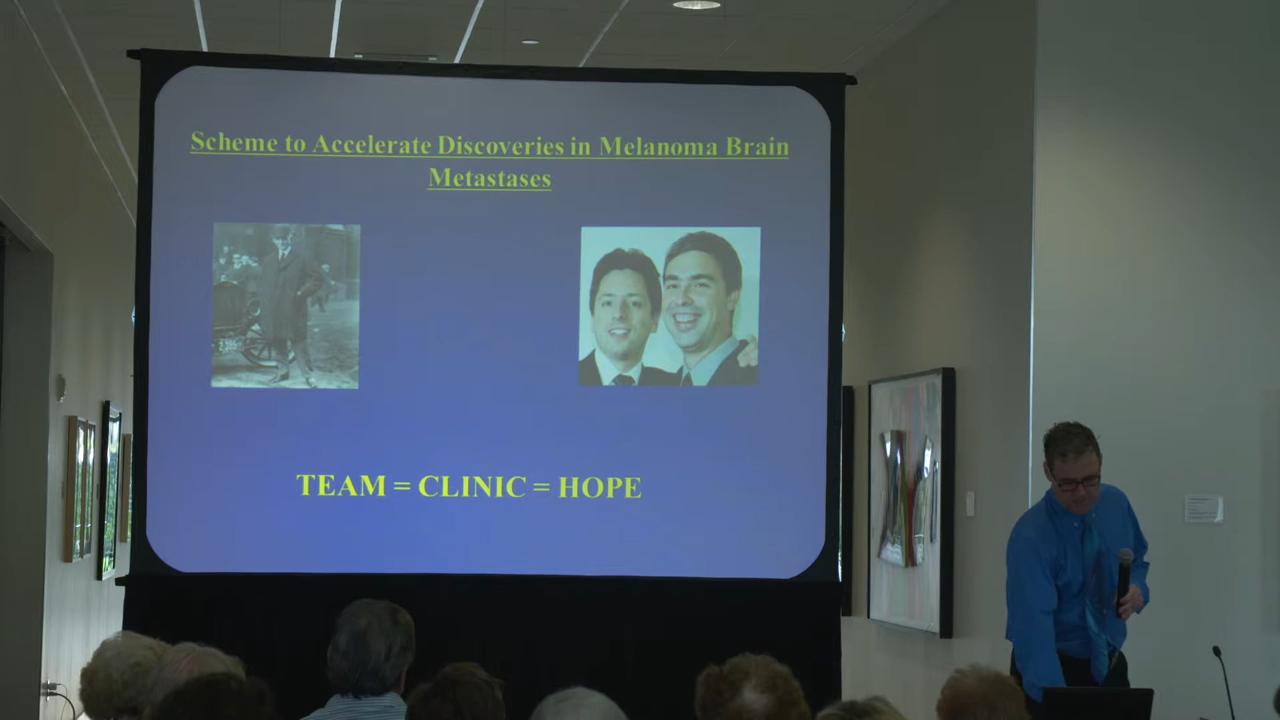 Scheme to Accelerate Discoveries in Melanoma Brain
Metastases
TEAM = CLINIC = HOPE